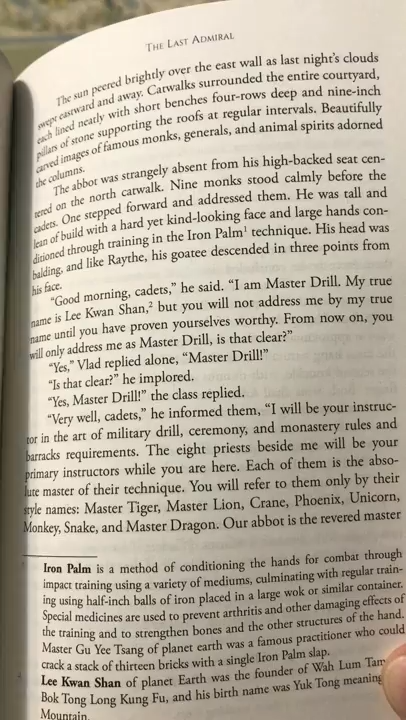 THE LAST ADMIRAL
The sun peered brightly over the east wall as last night's clouds
swept eastward and away. Catwalks surrounded the entire courtyard,
each lined neatly with short benches four-rows deep and nine-inch
pillars of stone supporting the roofs at regular intervals. Beautifully
carved images of famous monks, generals, and animal spirits adorned
the columns.
The abbot was strangely absent from his high-backed seat cen-
tered on the north catwalk. Nine monks stood calmly before the
cadets. One stepped forward and addressed them. He was tall and
lean of build with a hard yet kind-looking face and large hands con-
ditioned through training in the Iron Palm¹ technique. His head was
balding, and like Raythe, his goatee descended in three points from
his face.
"Good morning, cadets," he said. "I am Master Drill. My true
name is Lee Kwan Shan,² but you will not address me by my true
name until you have proven yourselves worthy. From now on, you
will only address me as Master Drill, is that clear?"
"Yes," Vlad replied alone, "Master Drill!"
"Is that clear?" he implored.
"Yes, Master Drill!" the class replied.
"Very well, cadets," he informed them, "I will be your instruc-
tor in the art of military drill, ceremony, and monastery rules and
barracks requirements. The eight priests beside me will be your
primary instructors while you are here. Each of them is the abso-
lute master of their technique. You will refer to them only by their
style names: Master Tiger, Master Lion, Crane, Phoenix, Unicorn,
Monkey, Snake, and Master Dragon. Our abbot is the revered master
Iron Palm is a method of conditioning the hands for combat through
impact training using a variety of mediums, culminating with regular train-
ing using half-inch balls of iron placed in a large wok or similar container.
Special medicines are used to prevent arthritis and other damaging effects of
the training and to strengthen bones and the other structures of the hand.
Master Gu Yee Tsang of planet earth was a famous practitioner who could
crack a stack of thirteen bricks with a single Iron Palm slap.
Lee Kwan Shan of planet Earth was the founder of Wah Lum Tam
Bok Tong Long Kung Fu, and his birth name was Yuk Tong meaning
Mountain.